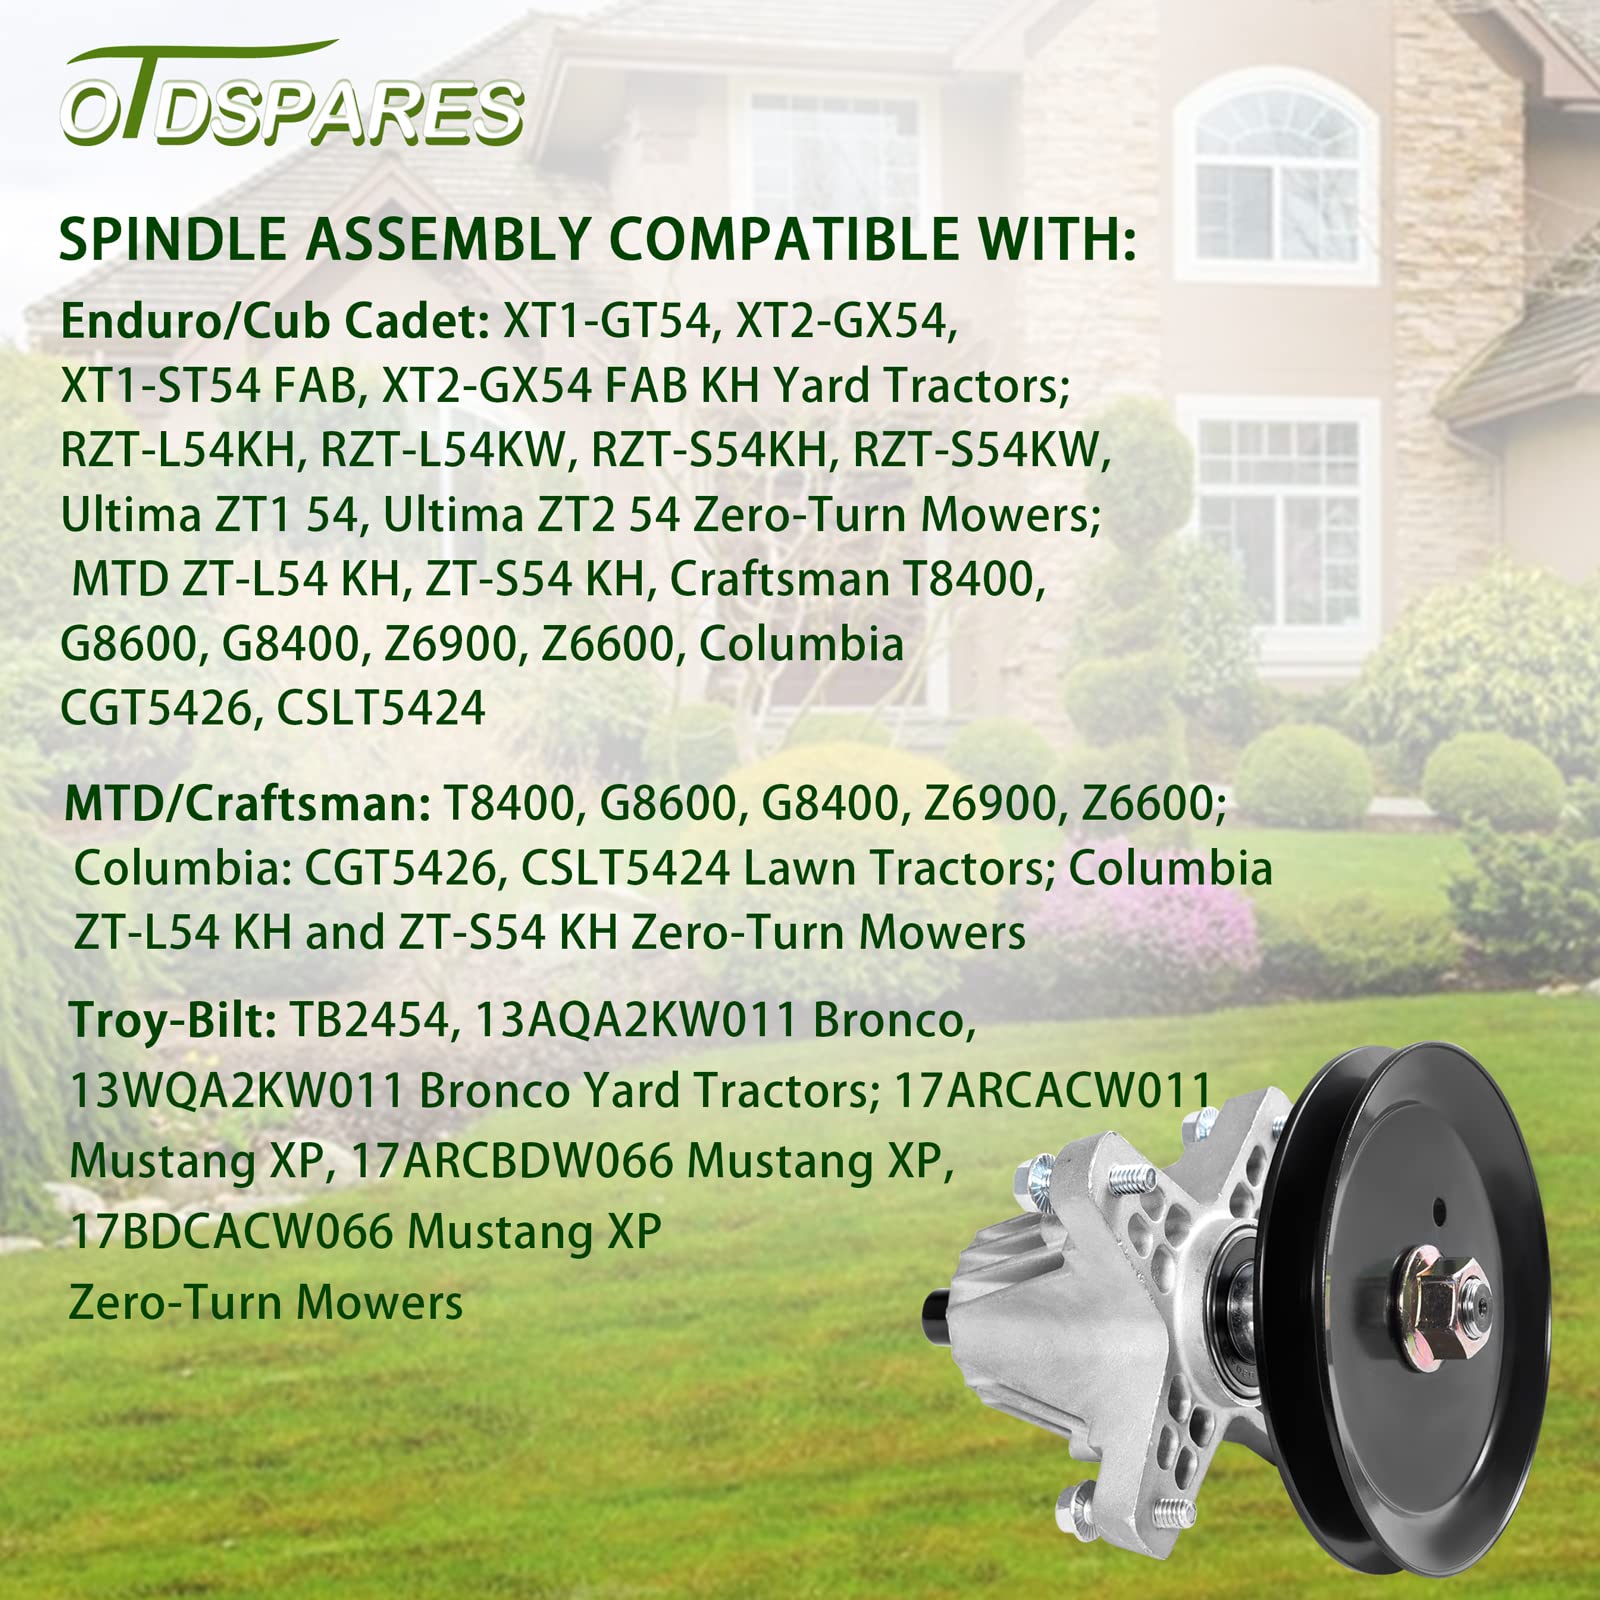 OTDSPARES
SPINDLE ASSEMBLY COMPATIBLE WITH:
Enduro/Cub Cadet: XT1-GT54, XT2-GX54,
XT1-ST54 FAB, XT2-GX54 FAB KH Yard Tractors;
RZT-L54KH, RZT-L54KW, RZT-S54KH, RZT-S54KW,
Ultima ZT1 54, Ultima ZT2 54 Zero-Turn Mowers;
MTD ZT-L54 KH, ZT-S54 KH, Craftsman T8400,
G8600, G8400, Z6900, Z6600, Columbia
CGT5426, CSLT5424
MTD/Craftsman: T8400, G8600, G8400, Z6900, Z6600;
Columbia: CGT5426, CSLT5424 Lawn Tractors; Columbia
ZT-L54 KH and ZT-S54 KH Zero-Turn Mowers
Troy-Bilt: TB2454, 13AQA2KW011 Bronco,
13WQA2KW011 Bronco Yard Tractors; 17ARCACW011
Mustang XP, 17ARCBDW066 Mustang XP,
17BDCACW066 Mustang XP
Zero-Turn Mowers